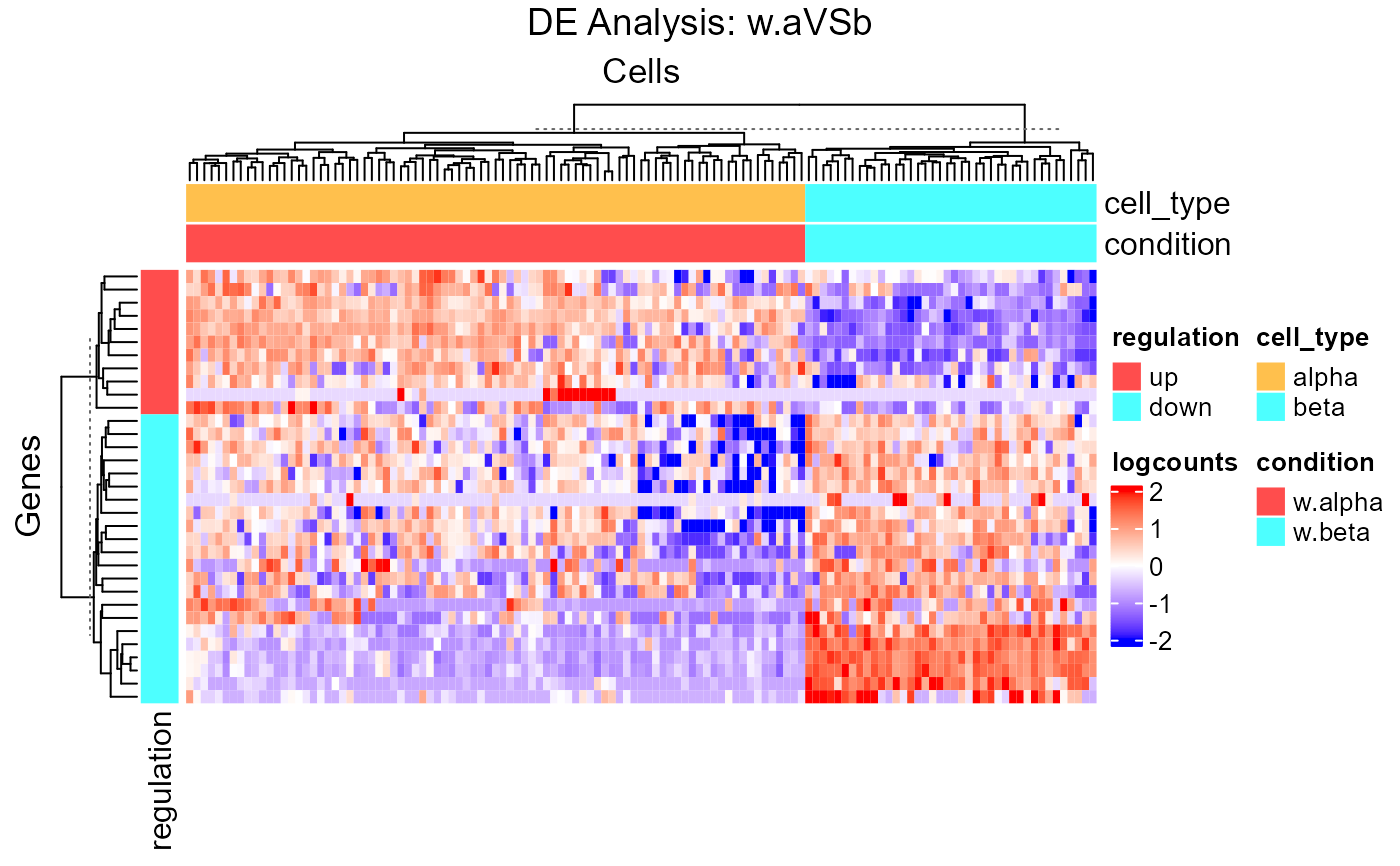 DE Analysis: w.aVSb
Cells
cell_type
condition
Genes
regulation
regulation
up
down
cell_type
alpha
beta
logcounts
2
1
0
-1
-2
condition
w.alpha
w.beta